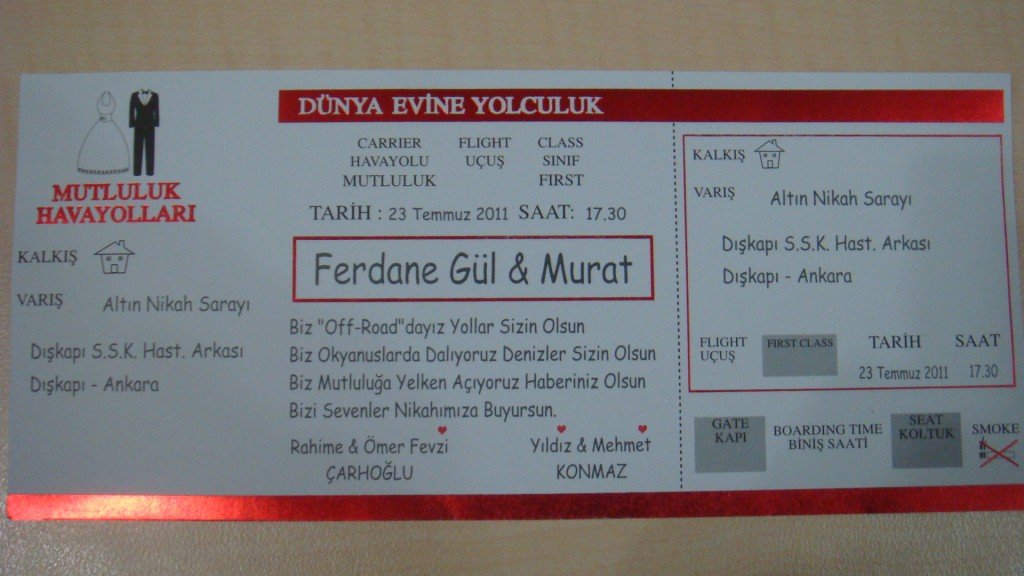 MUTLULUK
HAVAYOLLARI
KALKIŞ
VARIŞ Altın Nikah Sarayı
Dışkapı S.S.K. Hast. Arkası
Dışkapı - Ankara
DÜNYA EVİNE YOLCULUK
CARRIER FLIGHT CLASS
HAVAYOLU UÇUŞ SINIF
MUTLULUK FIRST
TARİH : 23 Temmuz 2011 SAAT: 17.30
Ferdane Gül & Murat
Biz "Off-Road"dayız Yollar Sizin Olsun
Biz Okyanuslarda Dalıyoruz Denizler Sizin Olsun
Biz Mutluluğa Yelken Açıyoruz Haberiniz Olsun
Bizi Sevenler Nikahımıza Buyursun.
Rahime & Ömer Fevzi Yıldız & Mehmet
ÇARHOĞLU KONMAZ
KALKIŞ
VARIŞ Altın Nikah Sarayı
Dışkapı S.S.K. Hast. Arkası
Dışkapı - Ankara
FLIGHT FIRST CLASS TARİH SAAT
UÇUŞ 23 Temmuz 2011 17.30
GATE BOARDING TIME SEAT SMOKE
KAPI BİNİŞ SAATİ KOLTUK